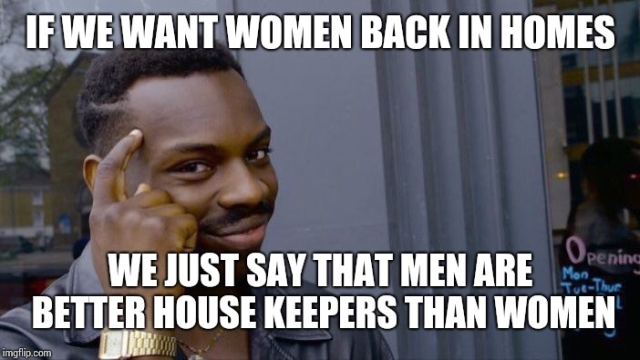 IF WE WANT WOMEN BACK IN HOMES
WE JUST SAY THAT MEN ARE
BETTER HOUSE KEEPERS THAN WOMEN
Opening
Mon
Tue-Thur
imgflip.com